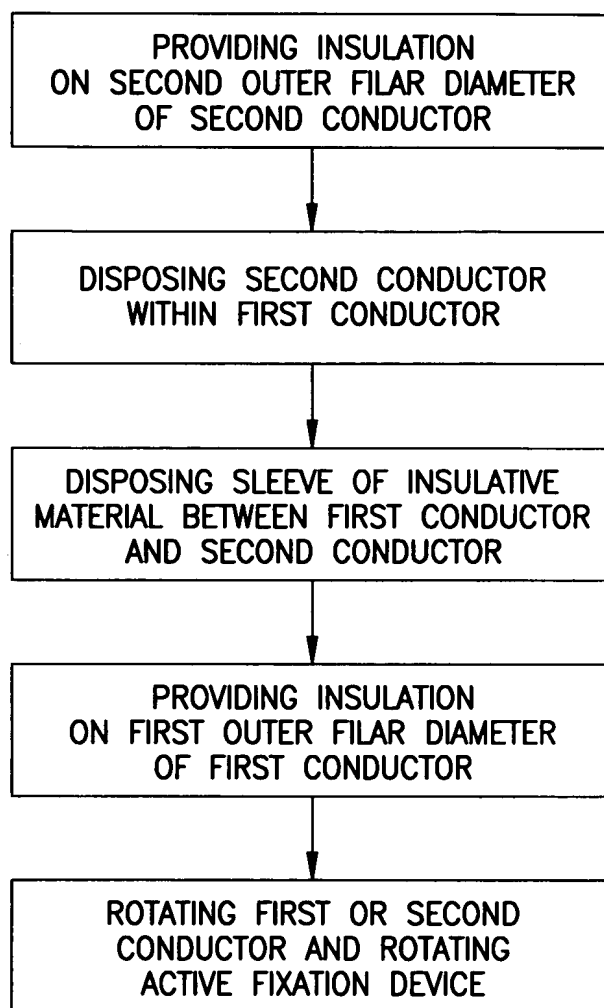 PROVIDING INSULATION
ON SECOND OUTER FILAR DIAMETER
OF SECOND CONDUCTOR
DISPOSING SECOND CONDUCTOR
WITHIN FIRST CONDUCTOR
DISPOSING SLEEVE OF INSULATIVE
MATERIAL BETWEEN FIRST CONDUCTOR
AND SECOND CONDUCTOR
PROVIDING INSULATION
ON FIRST OUTER FILAR DIAMETER
OF FIRST CONDUCTOR
ROTATING FIRST OR SECOND
CONDUCTOR AND ROTATING
ACTIVE FIXATION DEVICE